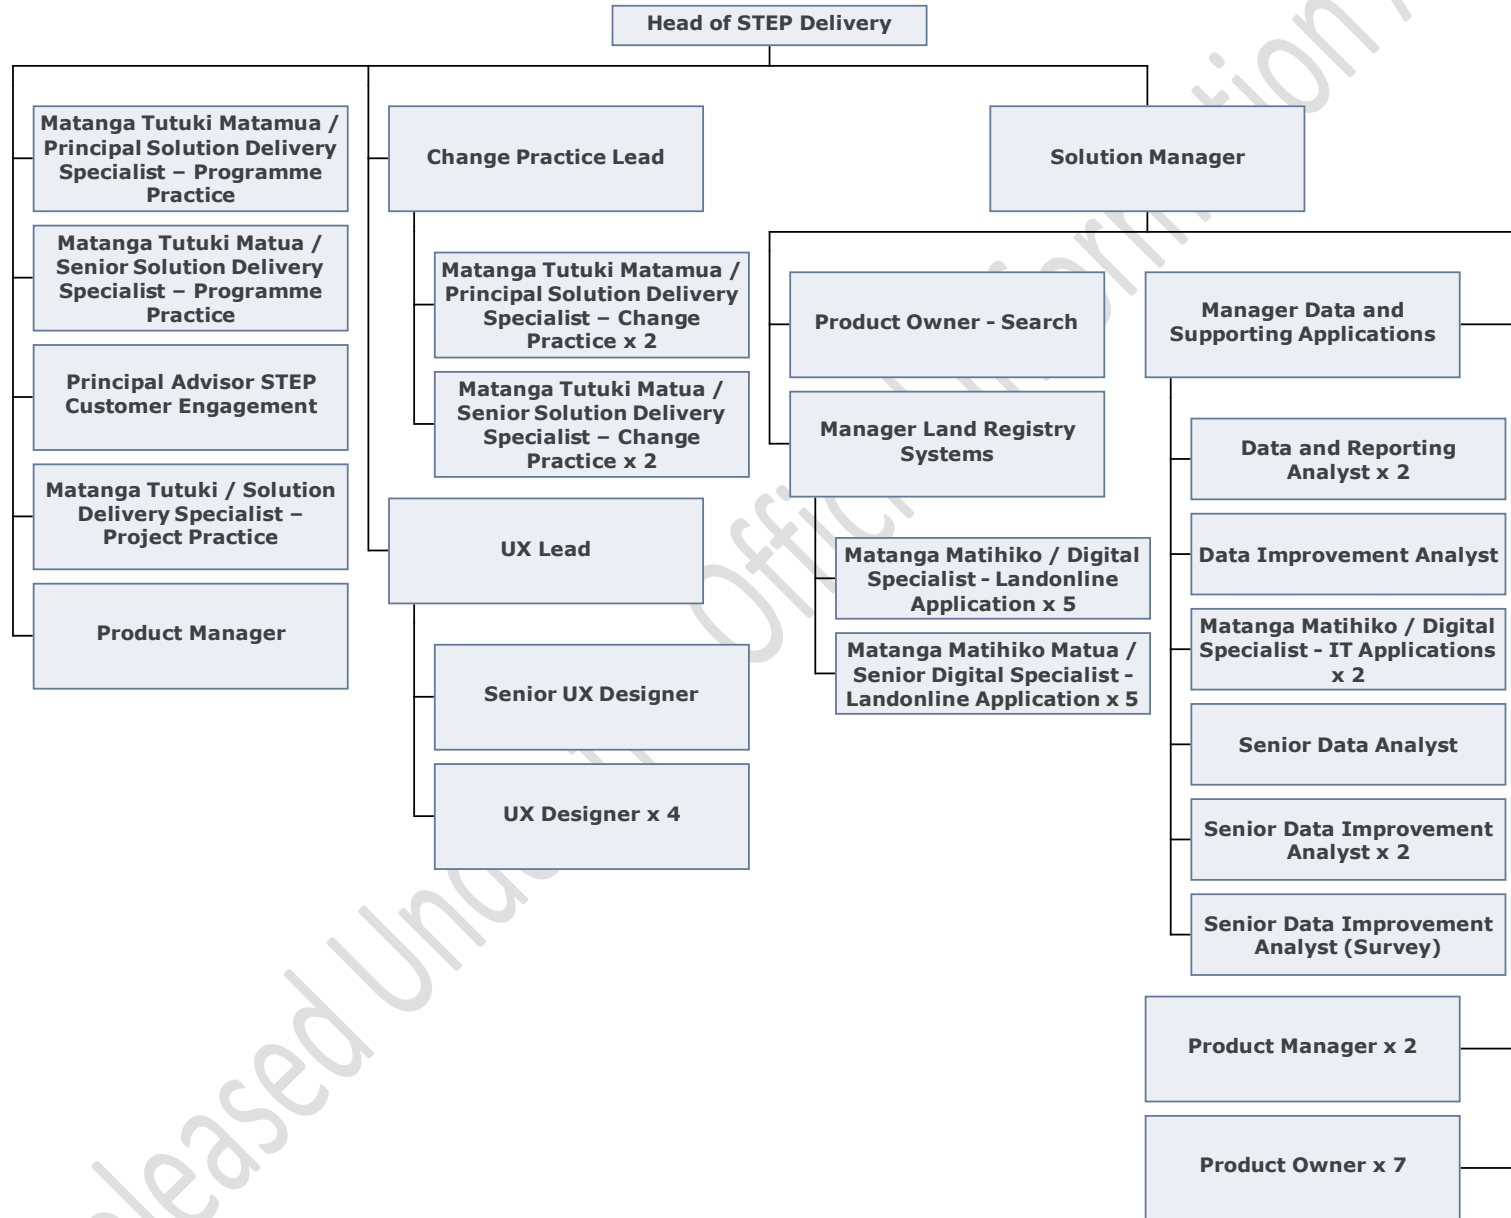 Head of STEP Delivery
Matanga Tutuki Matamua /
Principal Solution Delivery
Specialist – Programme
Practice
Matanga Tutuki Matua /
Senior Solution Delivery
Specialist – Programme
Practice
Principal Advisor STEP
Customer Engagement
Matanga Tutuki / Solution
Delivery Specialist –
Project Practice
Product Manager
Change Practice Lead
Matanga Tutuki Matamua /
Principal Solution Delivery
Specialist – Change
Practice x 2
Matanga Tutuki Matua /
Senior Solution Delivery
Specialist – Change
Practice x 2
UX Lead
Senior UX Designer
UX Designer x 4
Solution Manager
Product Owner - Search
Manager Land Registry
Systems
Matanga Matihiko / Digital
Specialist - Landonline
Application x 5
Matanga Matihiko Matua /
Senior Digital Specialist -
Landonline Application x 5
Manager Data and
Supporting Applications
Data and Reporting
Analyst x 2
Data Improvement Analyst
Matanga Matihiko / Digital
Specialist - IT Applications
x 2
Senior Data Analyst
Senior Data Improvement
Analyst x 2
Senior Data Improvement
Analyst (Survey)
Product Manager x 2
Product Owner x 7